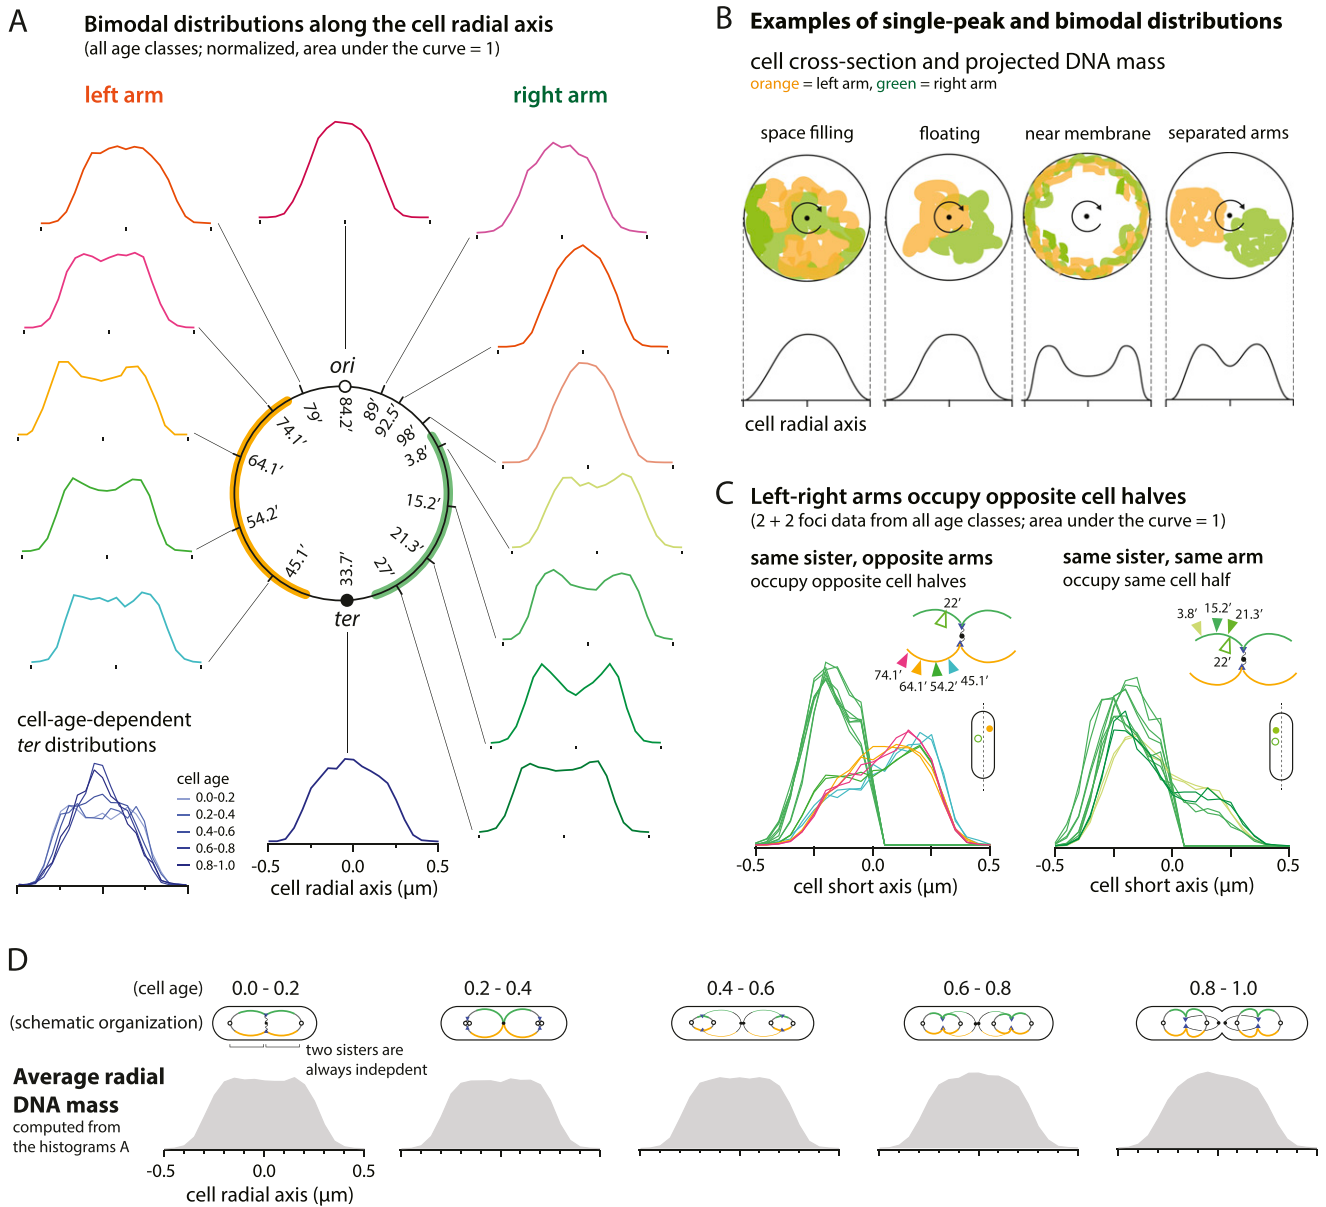 A
Bimodal distributions along the cell radial axis
(all age classes; normalized, area under the curve = 1)
left arm
right arm
ori
84.2′
89′
92.5′
98′
3.8′
15.2′
21.3′
27′
33.7′
45.1′
54.2′
64.1′
74.1′
79′
ter
cell-age-dependent
ter distributions
cell age
0.0-0.2
0.2-0.4
0.4-0.6
0.6-0.8
0.8-1.0
-0.5
0.0
0.5
cell radial axis (μm)
B
Examples of single-peak and bimodal distributions
cell cross-section and projected DNA mass
orange = left arm, green = right arm
space filling
floating
near membrane
separated arms
cell radial axis
C
Left-right arms occupy opposite cell halves
(2 + 2 foci data from all age classes; area under the curve = 1)
same sister, opposite arms
occupy opposite cell halves
22′
74.1′
64.1′
54.2′
45.1′
-0.5
0.0
0.5
cell short axis (μm)
same sister, same arm
occupy same cell half
3.8′
15.2′
21.3′
22′
-0.5
0.0
0.5
cell short axis (μm)
D
(cell age)
0.0 - 0.2
0.2 - 0.4
0.4 - 0.6
0.6 - 0.8
0.8 - 1.0
(schematic organization)
two sisters are
always indepdent
Average radial
DNA mass
computed from
the histograms A
-0.5
0.0
0.5
cell radial axis (μm)